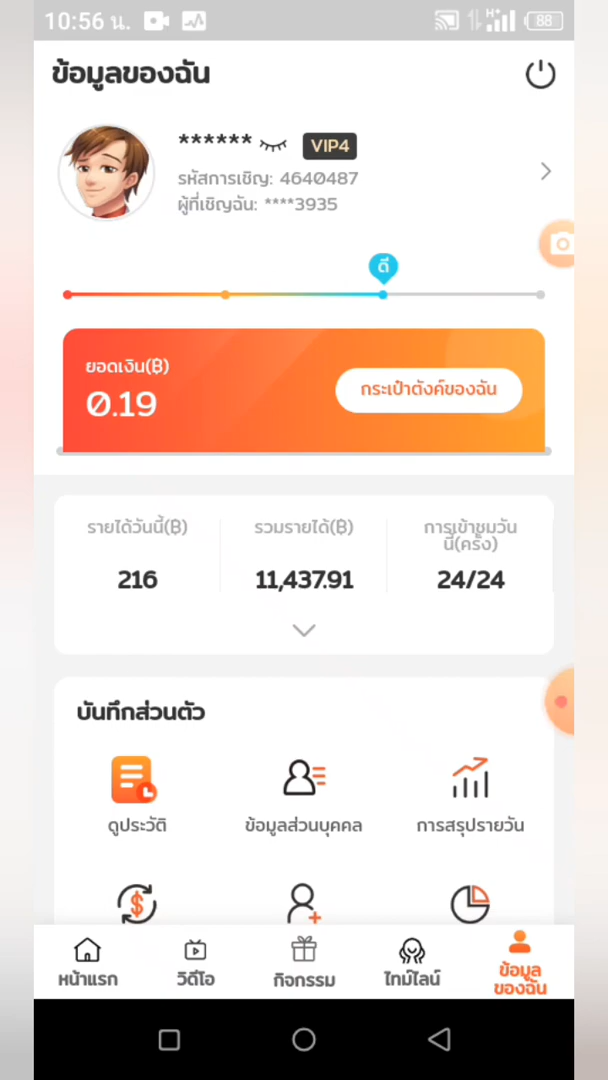 10:56 น.
H+
88
ข้อมูลของฉัน
******
VIP4
รหัสการเชิญ: 4640487
ผู้ที่เชิญฉัน: ****3935
ดี
ยอดเงิน(฿)
0.19
กระเป๋าตังค์ของฉัน
รายได้วันนี้(฿)
รวมรายได้(฿)
การเข้าชมวัน
นี้(ครั้ง)
216
11,437.91
24/24
บันทึกส่วนตัว
ดูประวัติ
ข้อมูลส่วนบุคคล
การสรุปรายวัน
หน้าแรก
วิดีโอ
กิจกรรม
ไทม์ไลน์
ข้อมูล
ของฉัน